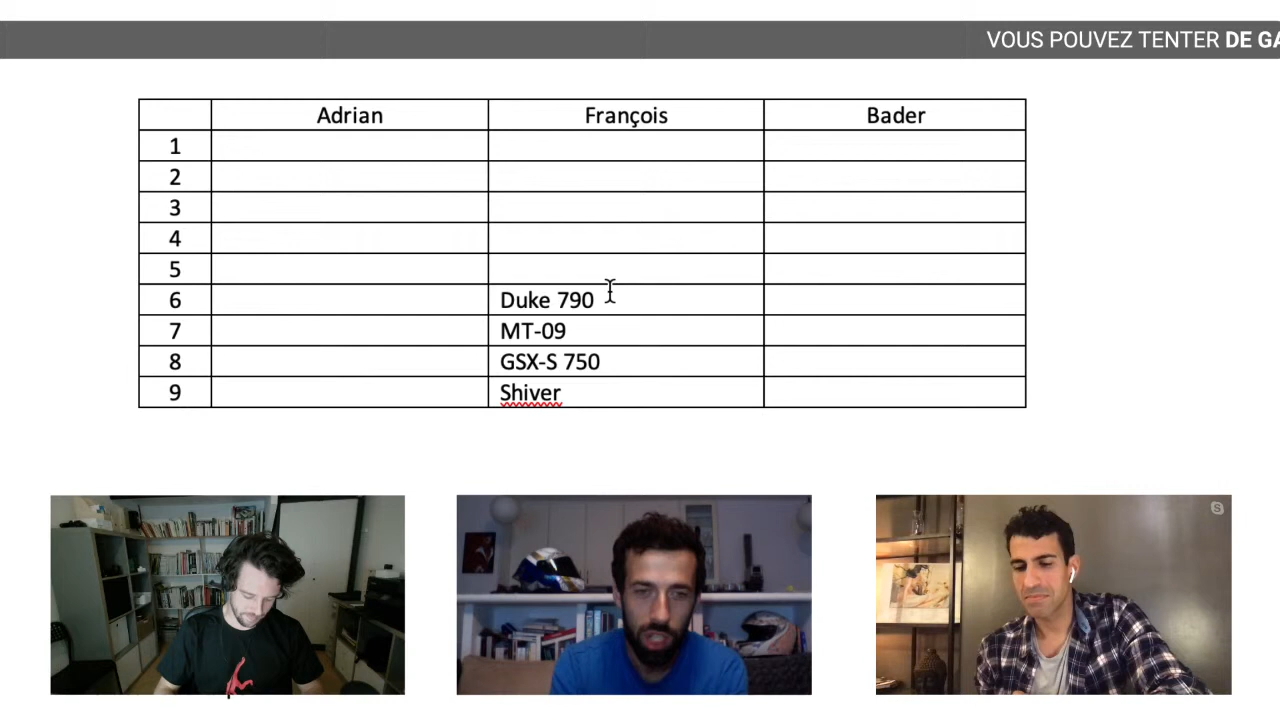 VOUS POUVEZ TENTER DE GA
Adrian François Bader
1
2
3
4
5
6 Duke 790
7 MT-09
8 GSX-S 750
9 Shiver